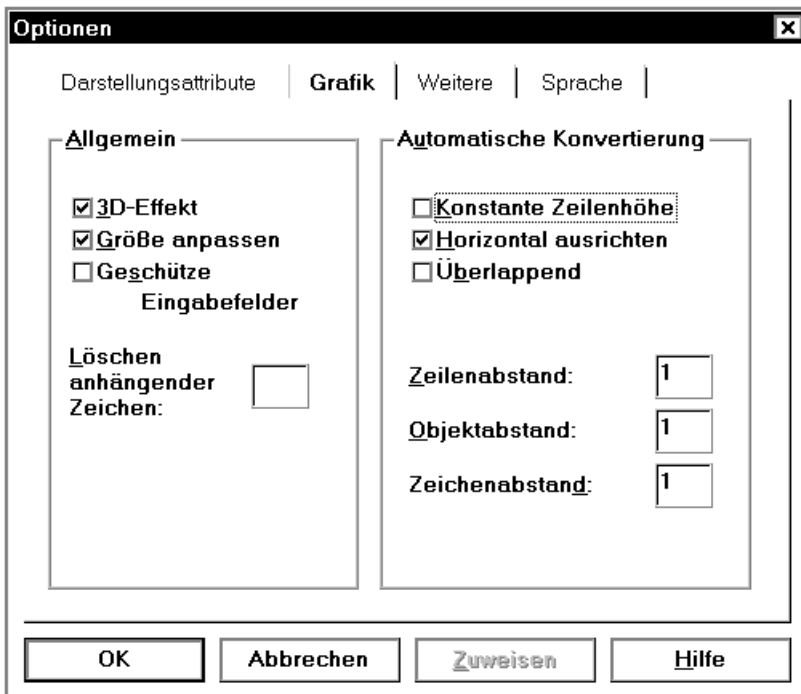 Optionen
Darstellungsattribute Grafik Weitere Sprache
Allgemein
3D-Effekt
Größe anpassen
Geschütze
Eingabefelder
Löschen
anhängender
Zeichen:
Automatische Konvertierung
Konstante Zeilenhöhe
Horizontal ausrichten
Überlappend
Zeilenabstand: 1
Objektabstand: 1
Zeichenabstand: 1
OK Abbrechen Zuweisen Hilfe